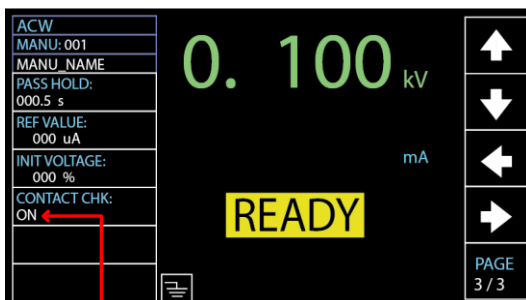 ACW
MANU: 001
MANU_NAME
PASS HOLD:
000.5 s
REF VALUE:
000 uA
INIT VOLTAGE:
000 %
CONTACT CHK:
ON
0. 100 kV
mA
READY
PAGE
3 / 3